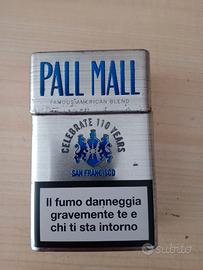 PALL MALL
FAMOUS AMERICAN BLEND
CELEBRATE 110 YEARS
SAN FRANCISCO
Il fumo danneggia
gravemente te e
chi ti sta intorno
subito